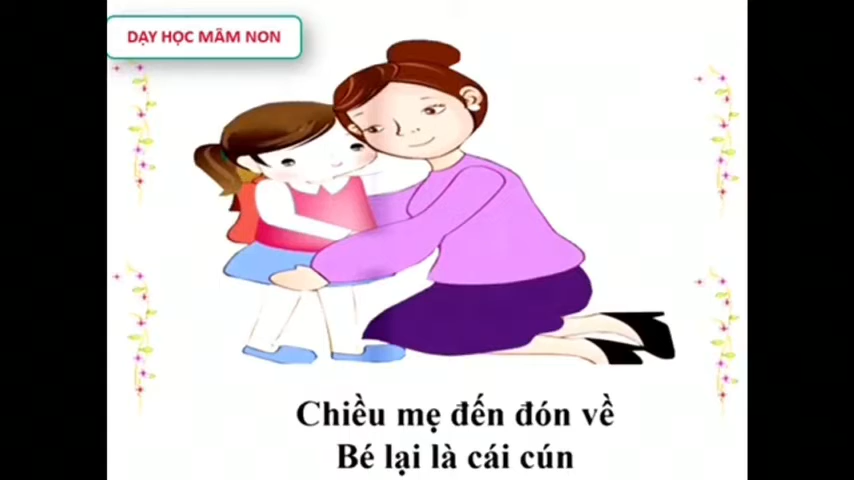 DẠY HỌC MẦM NON
Chiều mẹ đến đón về
Bé lại là cái cún